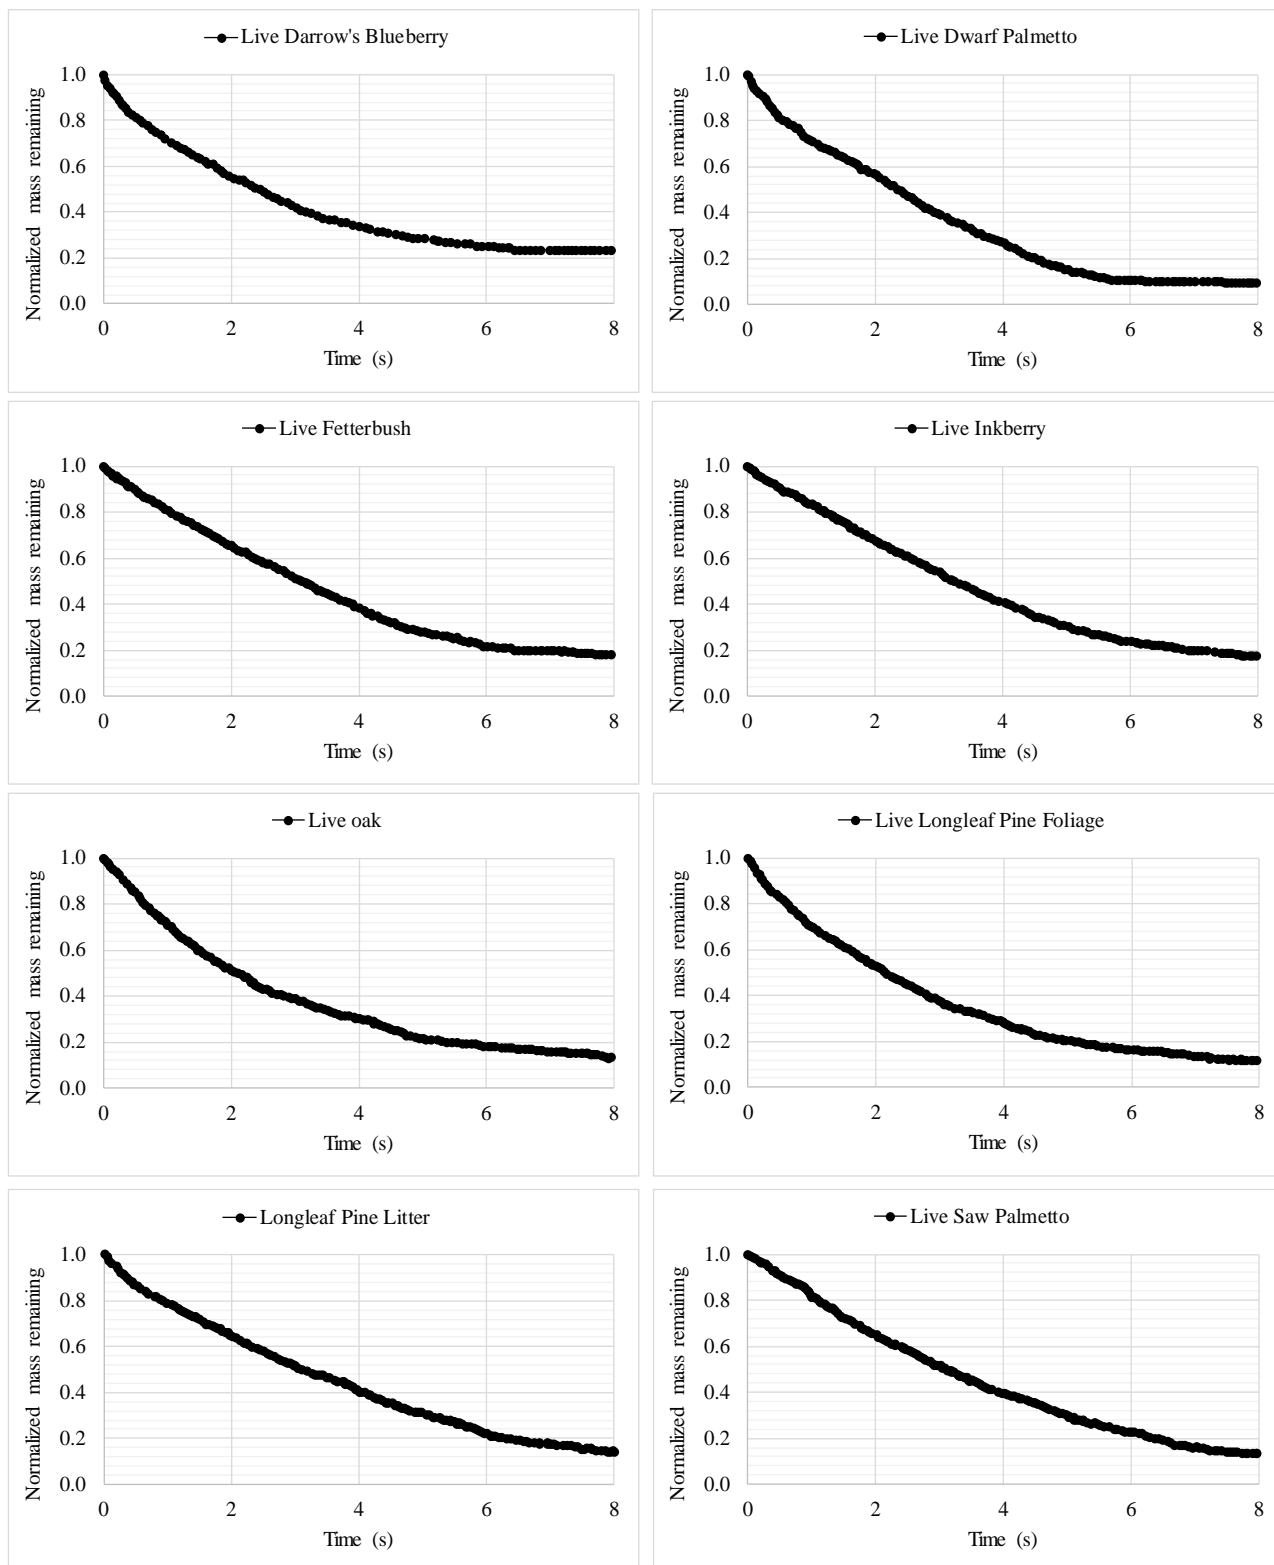 Live Darrow's Blueberry
Normalized mass remaining
1.0
0.8
0.6
0.4
0.2
0.0
0 2 4 6 8
Time (s)
Live Dwarf Palmetto
Normalized mass remaining
1.0
0.8
0.6
0.4
0.2
0.0
0 2 4 6 8
Time (s)
Live Fetterbush
Normalized mass remaining
1.0
0.8
0.6
0.4
0.2
0.0
0 2 4 6 8
Time (s)
Live Inkberry
Normalized mass remaining
1.0
0.8
0.6
0.4
0.2
0.0
0 2 4 6 8
Time (s)
Live oak
Normalized mass remaining
1.0
0.8
0.6
0.4
0.2
0.0
0 2 4 6 8
Time (s)
Live Longleaf Pine Foliage
Normalized mass remaining
1.0
0.8
0.6
0.4
0.2
0.0
0 2 4 6 8
Time (s)
Longleaf Pine Litter
Normalized mass remaining
1.0
0.8
0.6
0.4
0.2
0.0
0 2 4 6 8
Time (s)
Live Saw Palmetto
Normalized mass remaining
1.0
0.8
0.6
0.4
0.2
0.0
0 2 4 6 8
Time (s)